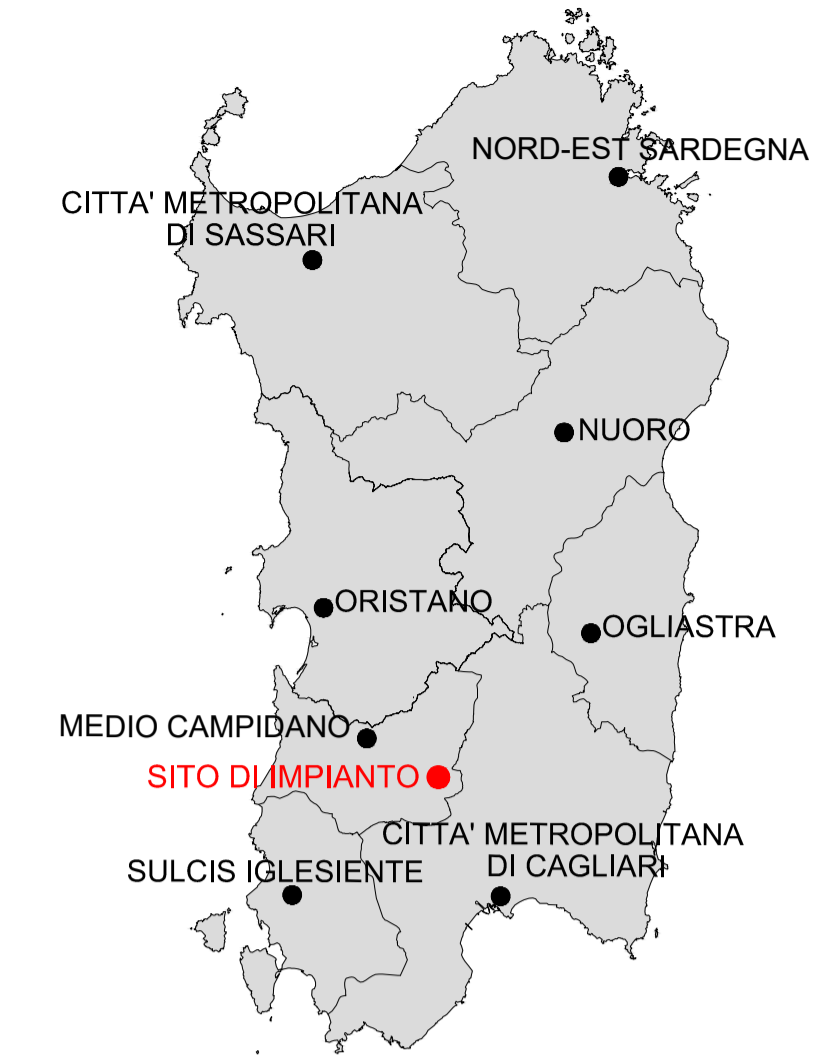 NORD-EST SARDEGNA
CITTA' METROPOLITANA
DI SASSARI
NUORO
ORISTANO
OGLIASTRA
MEDIO CAMPIDANO
SITO DI IMPIANTO
CITTA' METROPOLITANA
DI CAGLIARI
SULCIS IGLESIENTE